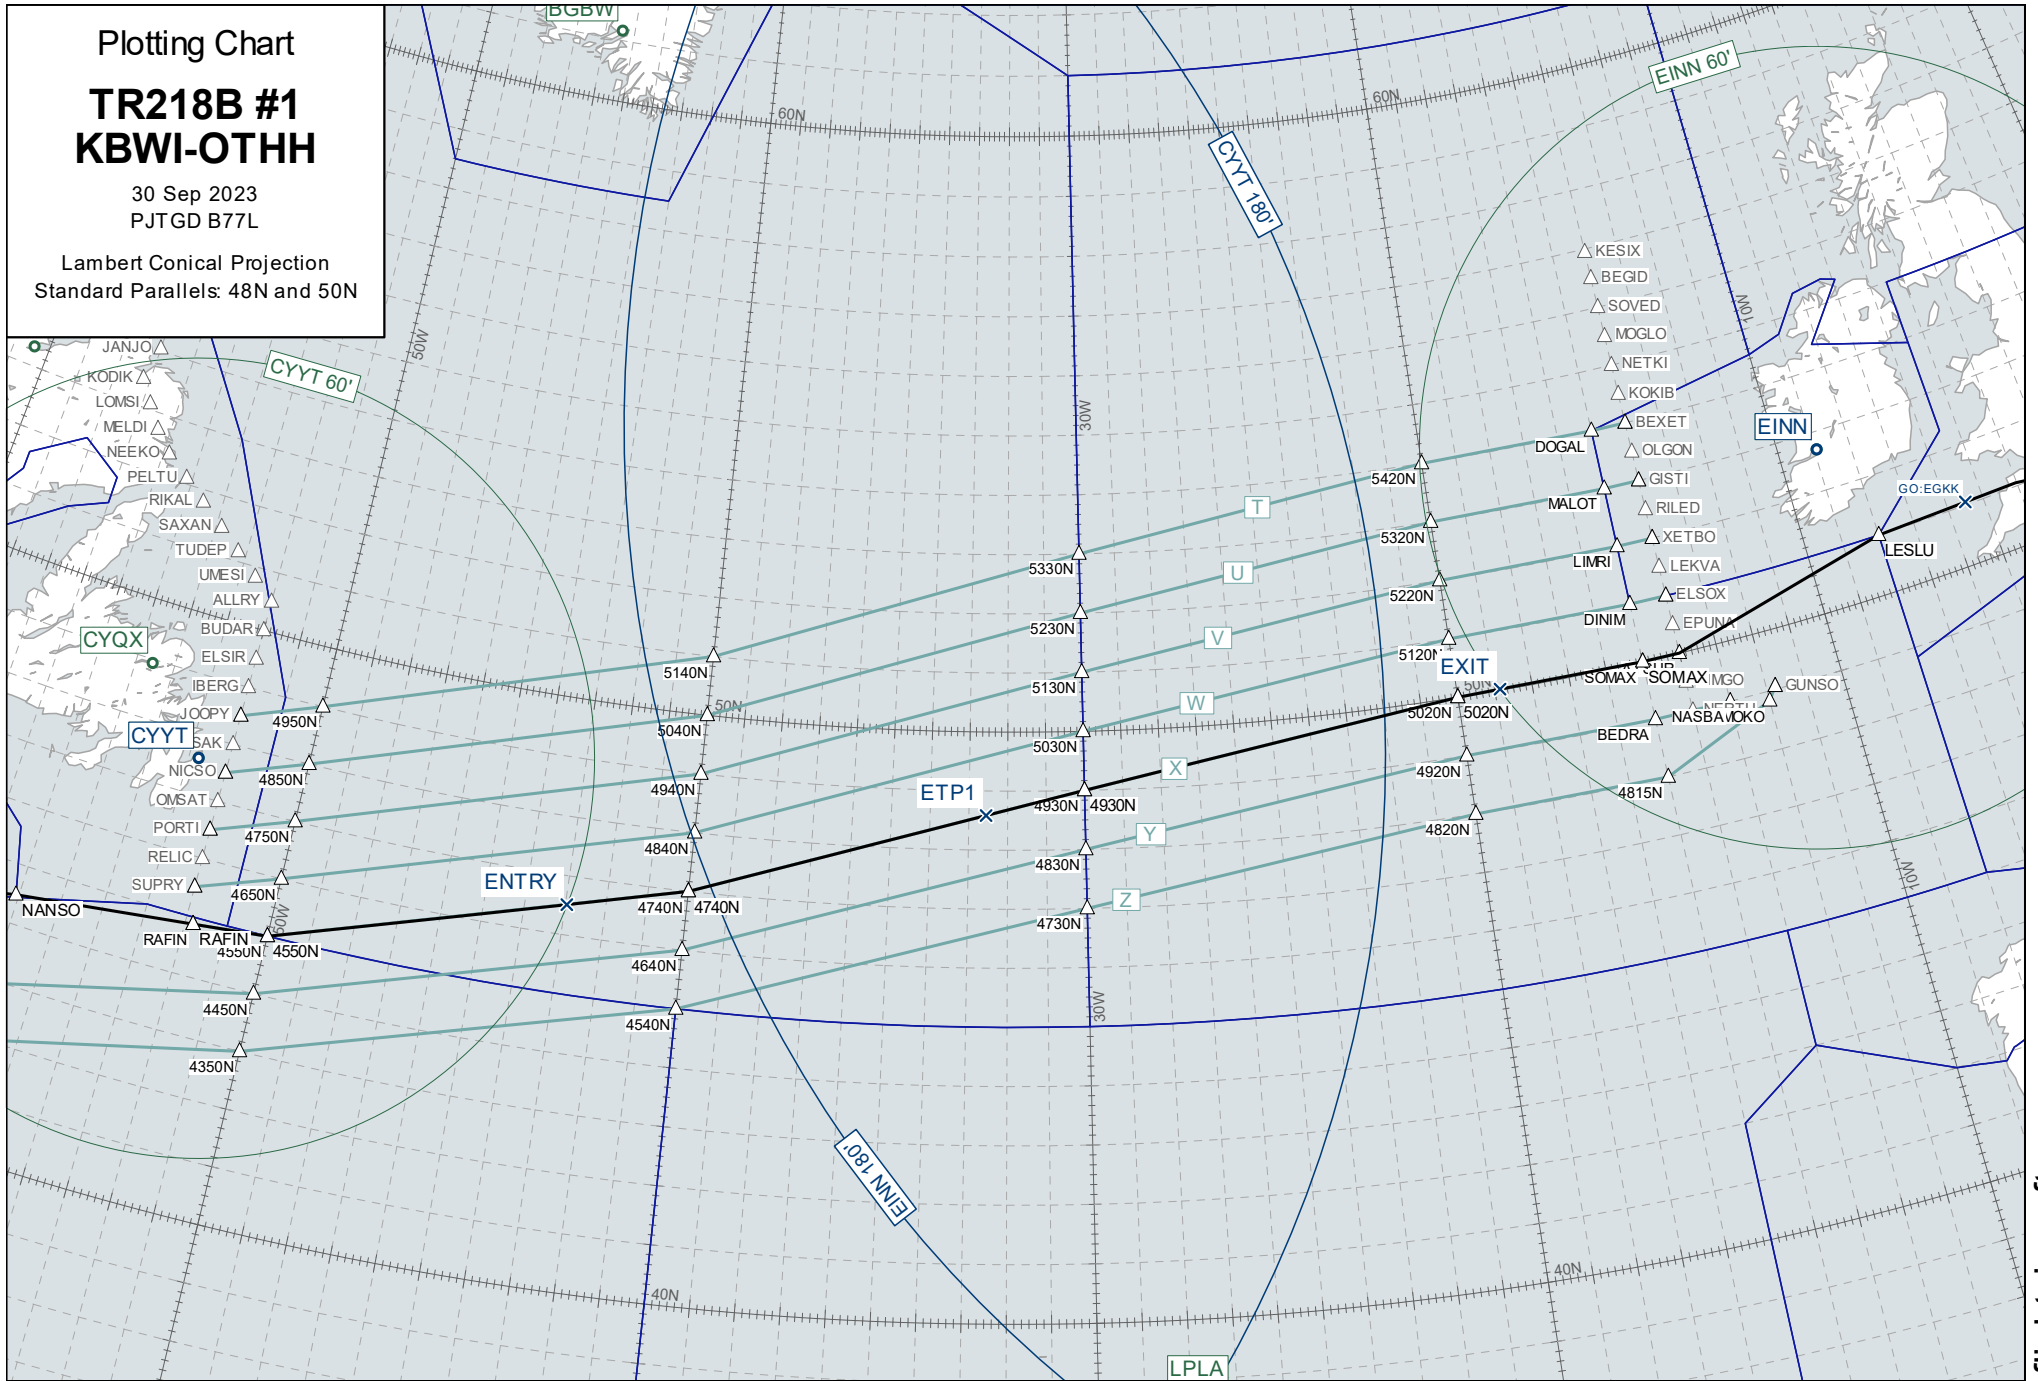 Plotting Chart
TR218B #1
KBWI-OTHH
30 Sep 2023
PJTGD B77L
Lambert Conical Projection
Standard Parallels: 48N and 50N
BGBW
EINN 60'
60N
60N
CYYT 180'
KESIX
BEGID
SOVED
MOGLO
NETKI
KOKIB
BEXET
OLGON
GISTI
RILED
XETBO
LEKVA
ELSOX
EPUNA
10W
50W
30W
JANJO
KODIK
LOMSI
MELDI
NEEKO
PELTU
RIKAL
SAXAN
TUDEP
UMESI
ALLRY
BUDAR
ELSIR
IBERG
JOOPY
SAK
NICSO
OMSAT
PORTI
RELIC
SUPRY
CYYT 60'
CYQX
CYYT
EINN
GO:EGKK
LESLU
DOGAL
MALOT
LIMRI
DINIM
5420N
5320N
5220N
5120N
T
U
V
W
X
Y
Z
5330N
5230N
5130N
5030N
4930N
4930N
4830N
4730N
5140N
5040N
50N
4940N
4840N
4740N
4740N
4640N
4540N
4950N
4850N
4750N
4650N
4550N
4550N
4450N
4350N
50W
NANSO
RAFIN
RAFIN
ENTRY
ETP1
EXIT
50N
5020N
5020N
4920N
4820N
SOMAX
SOMAX
GUNSO
NASBA
BEDRA
4815N
10W
30W
EINN 180'
40N
40N
LPLA